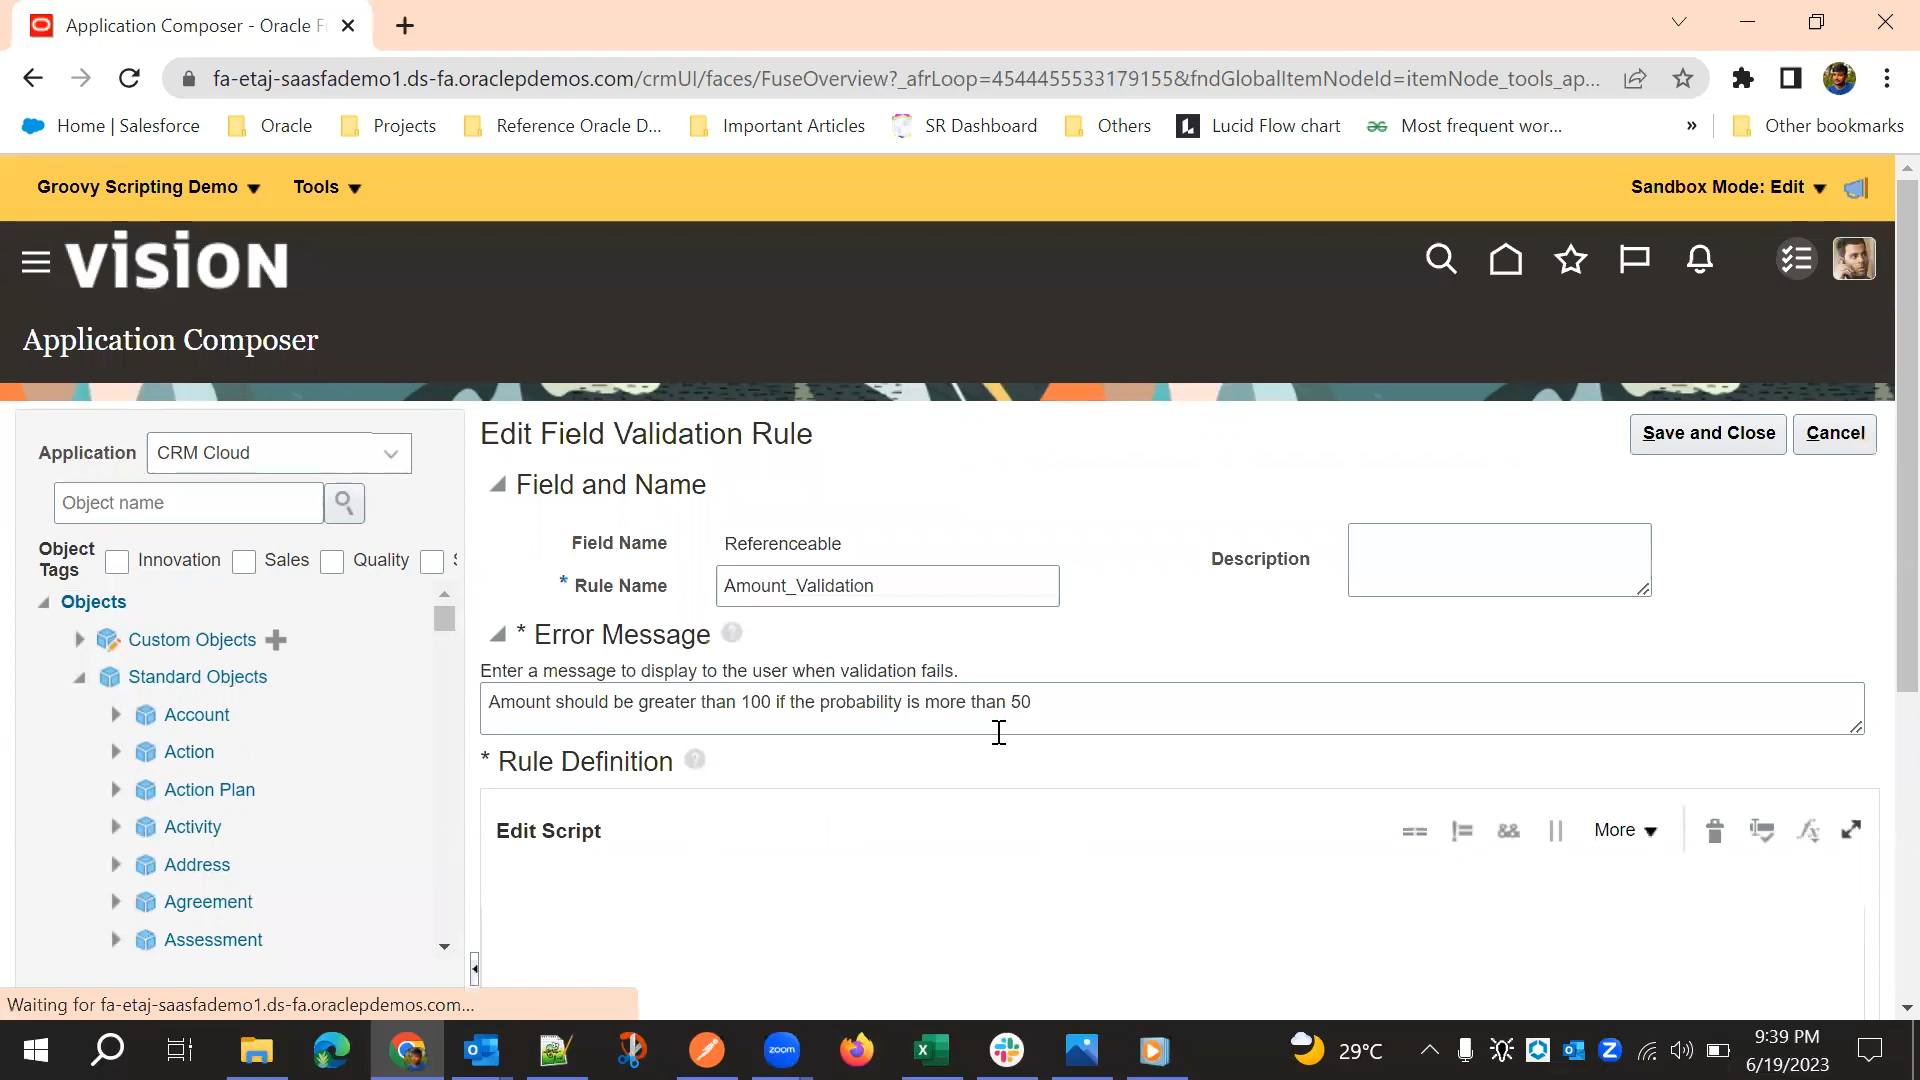 Application Composer - Oracle F
fa-etaj-saasfademo1.ds-fa.oraclepdemos.com/crmUI/faces/FuseOverview?_afrLoop=4544455533179155&fndGlobalItemNodeId=itemNode_tools_ap...
Home | Salesforce Oracle Projects Reference Oracle D... Important Articles SR Dashboard Others Lucid Flow chart Most frequent wor... » Other bookmarks
Groovy Scripting Demo Tools Sandbox Mode: Edit
vision
Application Composer
Application CRM Cloud
Object name
Object Tags Innovation Sales Quality S
Objects
Custom Objects
Standard Objects
Account
Action
Action Plan
Activity
Address
Agreement
Assessment
Edit Field Validation Rule
Save and Close Cancel
Field and Name
Field Name Referenceable
* Rule Name Amount_Validation
Description
* Error Message
Enter a message to display to the user when validation fails.
Amount should be greater than 100 if the probability is more than 50
* Rule Definition
Edit Script
== != && || More
Waiting for fa-etaj-saasfademo1.ds-fa.oraclepdemos.com...
zoom
29°C
9:39 PM
6/19/2023